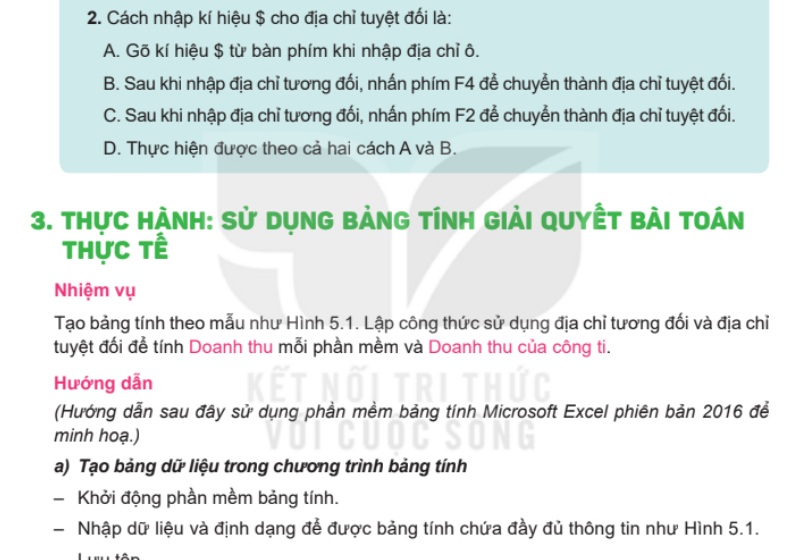 2. Cách nhập kí hiệu $ cho địa chỉ tuyệt đối là:
A. Gõ kí hiệu $ từ bàn phím khi nhập địa chỉ ô.
B. Sau khi nhập địa chỉ tương đối, nhấn phím F4 để chuyển thành địa chỉ tuyệt đối.
C. Sau khi nhập địa chỉ tương đối, nhấn phím F2 để chuyển thành địa chỉ tuyệt đối.
D. Thực hiện được theo cả hai cách A và B.
3. THỰC HÀNH: SỬ DỤNG BẢNG TÍNH GIẢI QUYẾT BÀI TOÁN
THỰC TẾ
Nhiệm vụ
Tạo bảng tính theo mẫu như Hình 5.1. Lập công thức sử dụng địa chỉ tương đối và địa chỉ
tuyệt đối để tính Doanh thu mỗi phần mềm và Doanh thu của công ti.
KẾT NỐI TRI THỨC
Hướng dẫn
(Hướng dẫn sau đây sử dụng phần mềm bảng tính Microsoft Excel phiên bản 2016 để
minh hoạ.)
VỚI CUỘC SỐNG
a) Tạo bảng dữ liệu trong chương trình bảng tính
– Khởi động phần mềm bảng tính.
– Nhập dữ liệu và định dạng để được bảng tính chứa đầy đủ thông tin như Hình 5.1.